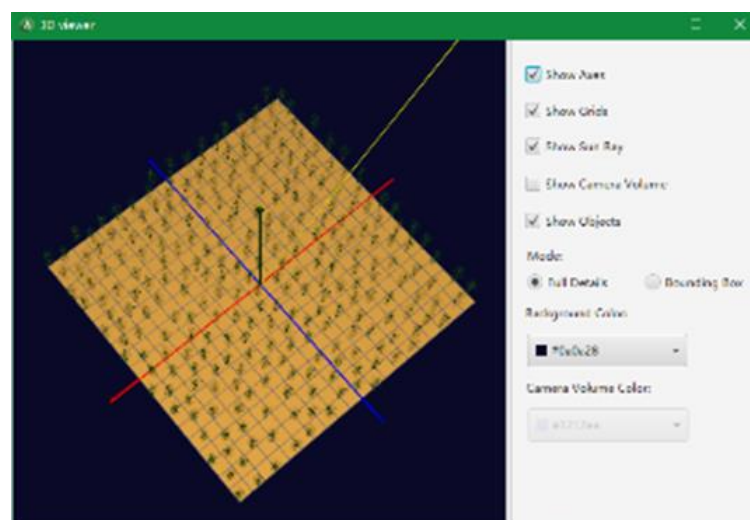 3D viewer
Show Axes
Show Grids
Show Sun Ray
Show Camera Volume
Show Objects
Mode:
Full Details
Bounding Box
Background Color:
Camera Volume Color: